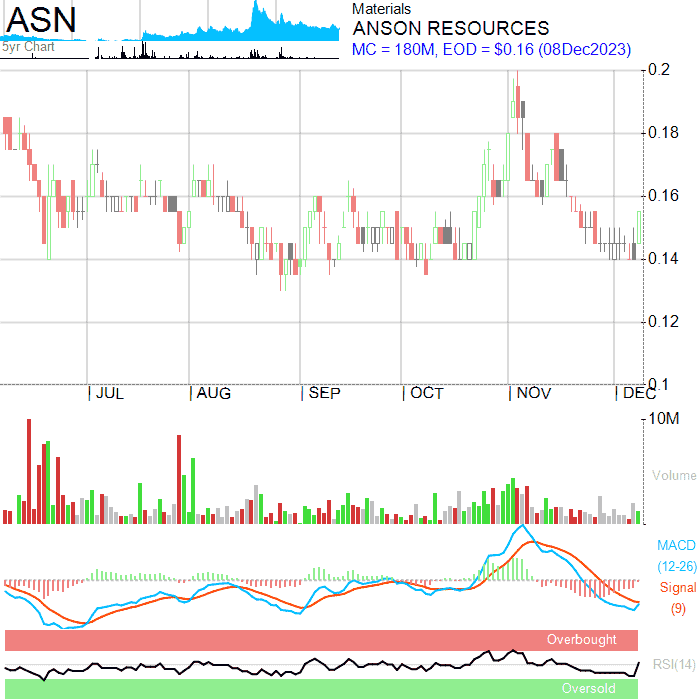 ASN
5yr Chart
Materials
ANSON RESOURCES
MC = 180M, EOD = $0.16 (08Dec2023)
0.2
0.18
0.16
0.14
0.12
0.1
JUL AUG SEP OCT NOV DEC
10M
Volume
MACD
(12-26)
Signal
(9)
Overbought
RSI(14)
Oversold